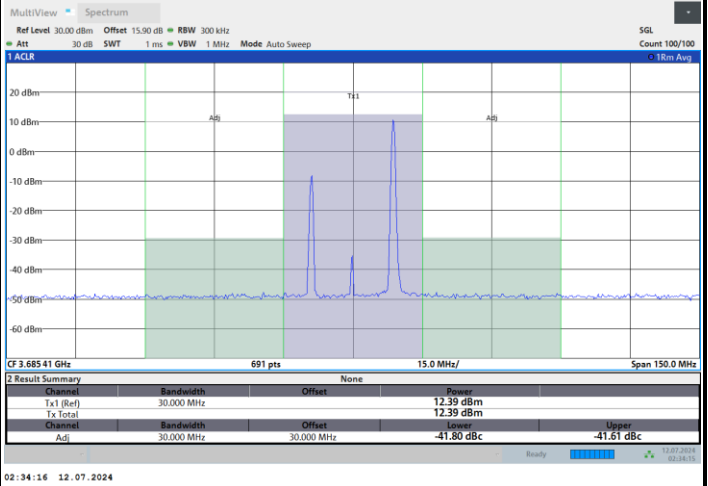 MultiView Spectrum
Ref Level 30.00 dBm Offset 15.90 dB RBW 300 kHz SGL
Att 30 dB SWT 1 ms VBW 1 MHz Mode Auto Sweep Count 100/100
1 ACLR 1Rm Avg
20 dBm
Tx1
10 dBm Adj Adj
0 dBm
-10 dBm
-20 dBm
-30 dBm
-40 dBm
-50 dBm
-60 dBm
CF 3.685 41 GHz 691 pts 15.0 MHz/ Span 150.0 MHz
2 Result Summary None
Channel Bandwidth Offset Power
Tx1 (Ref) 30.000 MHz 12.39 dBm
Tx Total 12.39 dBm
Channel Bandwidth Offset Lower Upper
Adj 30.000 MHz 30.000 MHz -41.80 dBc -41.61 dBc
Ready 12.07.2024
02:34:15
02:34:16 12.07.2024